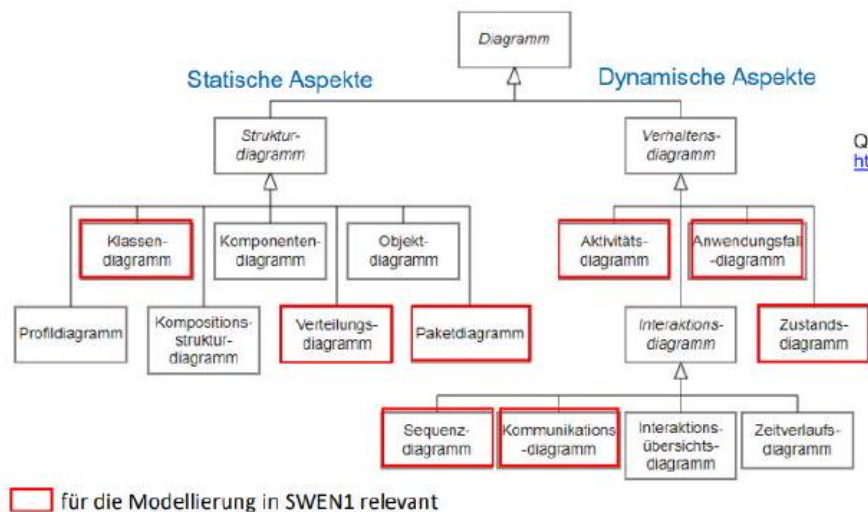 Diagramm
Statische Aspekte
Dynamische Aspekte
Struktur-
diagramm
Verhaltens-
diagramm
Q
ht
Klassen-
diagramm
Komponenten-
diagramm
Objekt-
diagramm
Aktivitäts-
diagramm
Anwendungsfall
-diagramm
Profildiagramm
Kompositions-
struktur-
diagramm
Verteilungs-
diagramm
Paketdiagramm
Interaktions-
diagramm
Zustands-
diagramm
Sequenz-
diagramm
Kommunikations
-diagramm
Interaktions-
übersichts-
diagramm
Zeitverlaufs-
diagramm
für die Modellierung in SWEN1 relevant